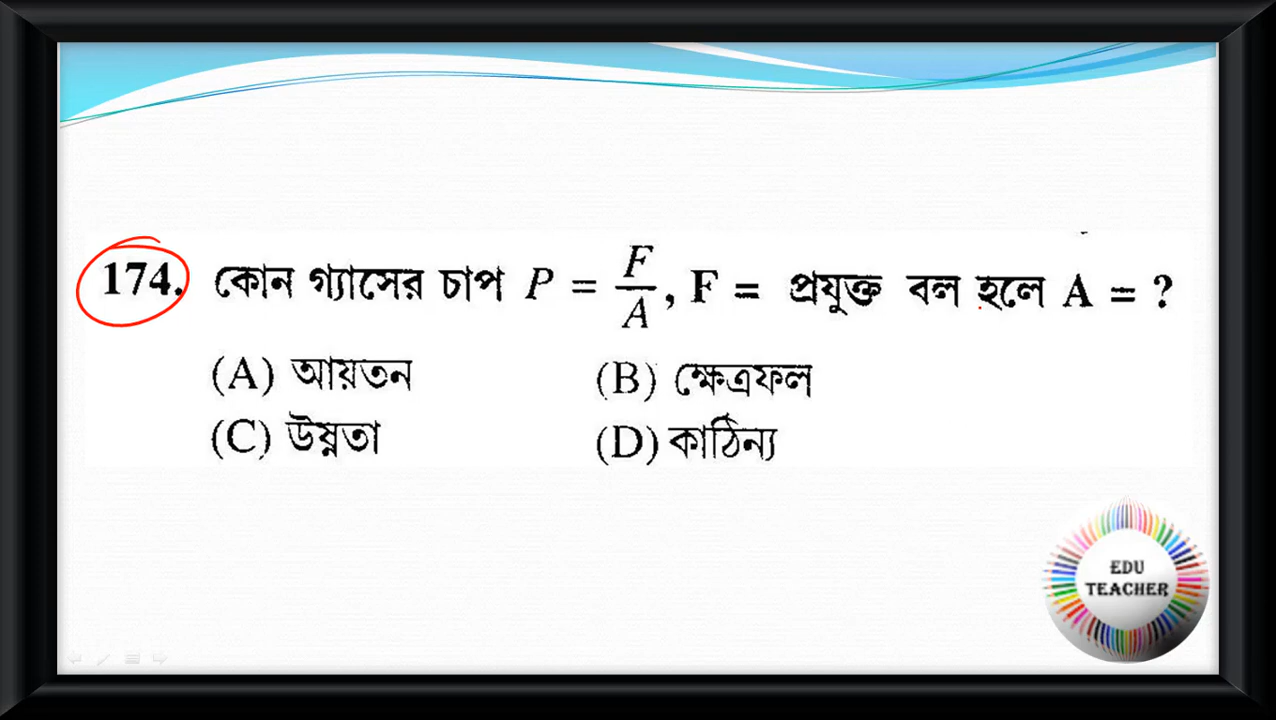 174. কোন গ্যাসের চাপ P = F/A, F = প্রযুক্ত বল হলে A = ?
(A) আয়তন (B) ক্ষেত্রফল
(C) উষ্ণতা (D) কাঠিন্য
EDU
TEACHER